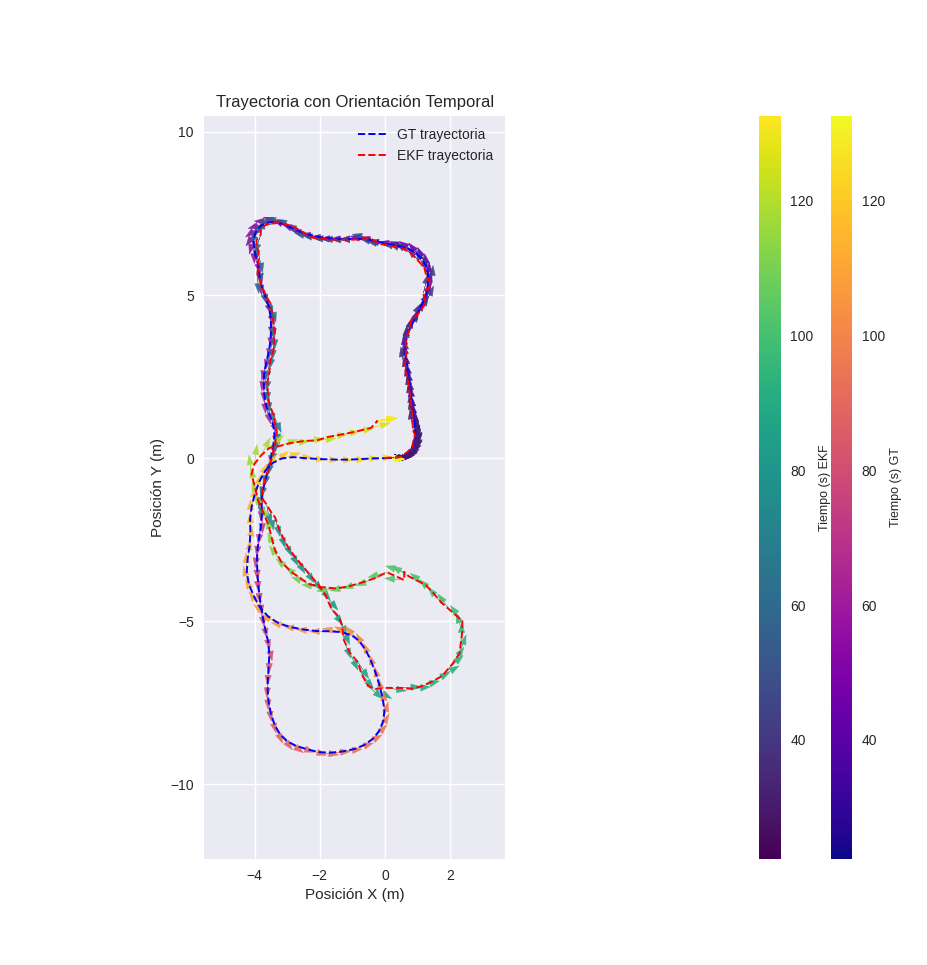 Trayectoria con Orientación Temporal
GT trayectoria
EKF trayectoria
10
5
0
−5
−10
−4
−2
0
2
Posición X (m)
Posición Y (m)
120
100
80
60
40
Tiempo (s) EKF
120
100
80
60
40
Tiempo (s) GT